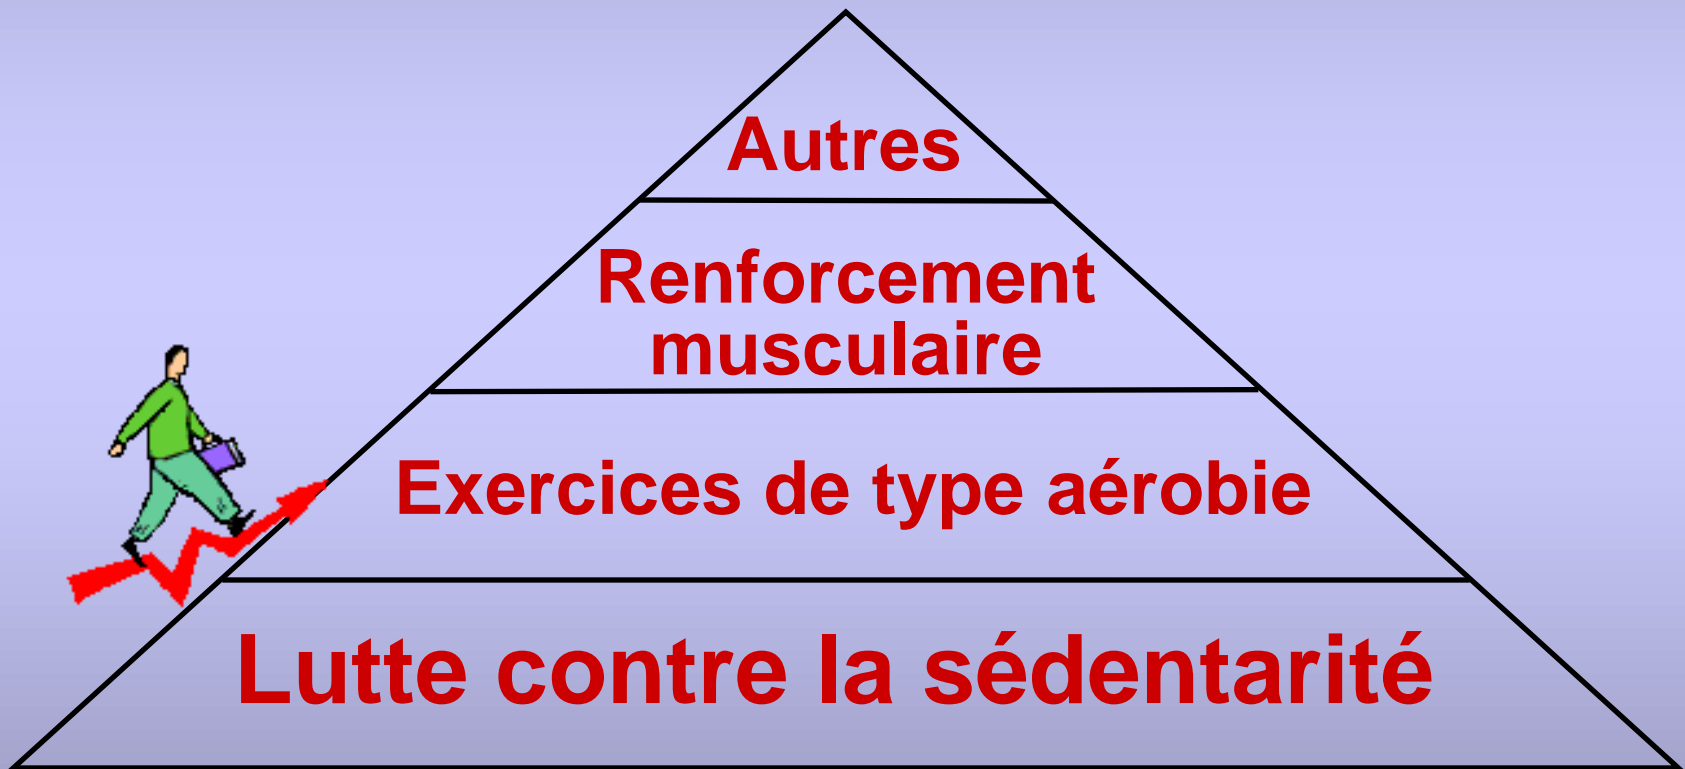 Autres
Renforcement
musculaire
Exercices de type aérobie
Lutte contre la sédentarité